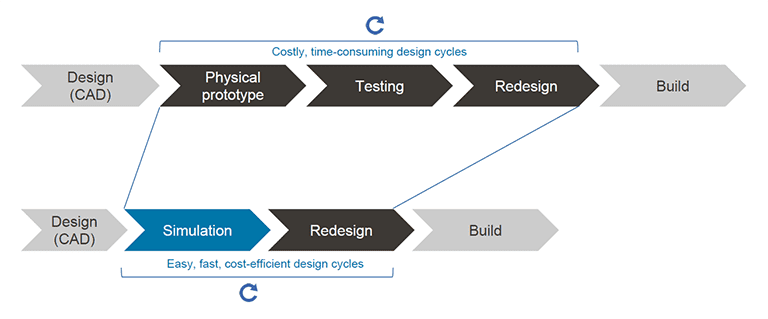 Costly, time-consuming design cycles
Design
(CAD)
Physical
prototype
Testing
Redesign
Build
Design
(CAD)
Simulation
Redesign
Build
Easy, fast, cost-efficient design cycles